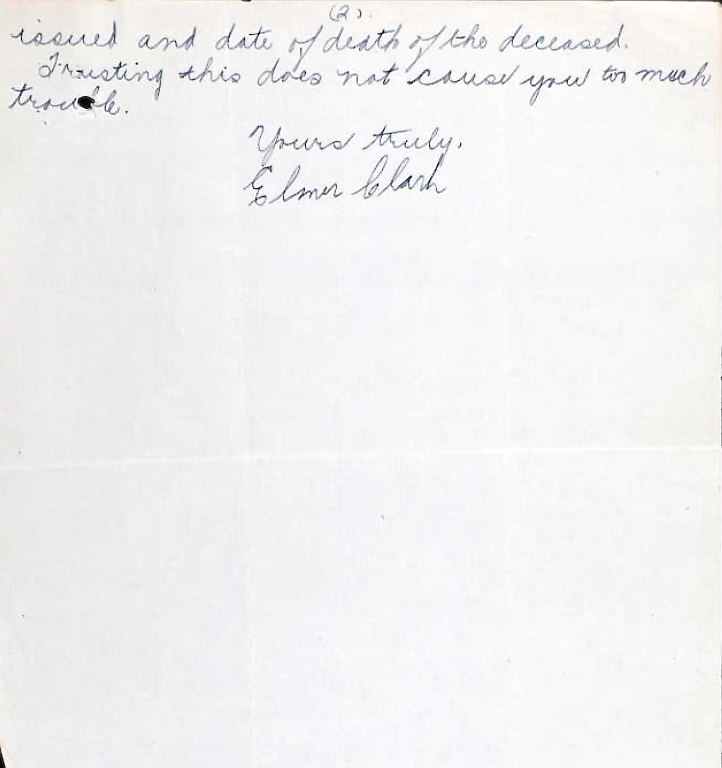 (2).
issued and date of death of the deceased.
Trusting this does not cause you too much
trouble.
Yours truly,
Elmer Clark